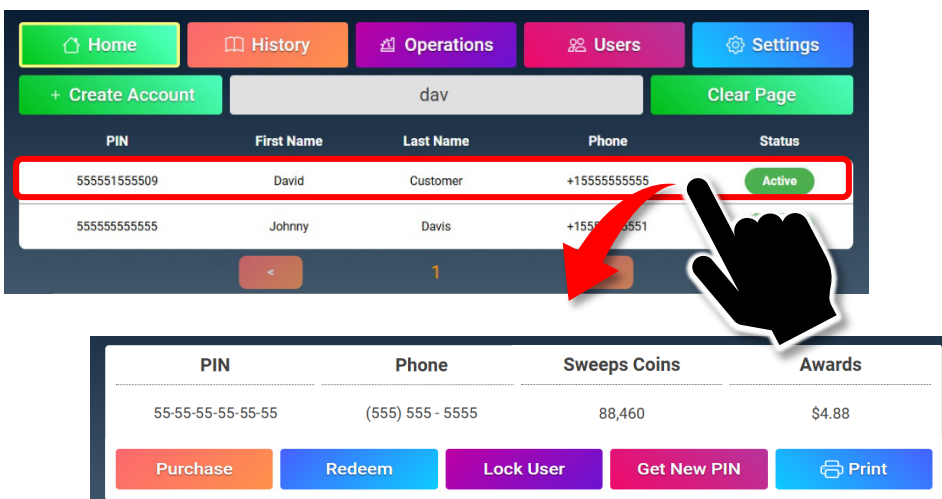 Home History Operations Users Settings
+ Create Account dav Clear Page
PIN First Name Last Name Phone Status
555551555509 David Customer +15555555555 Active
555555555555 Johnny Davis
< 1
PIN Phone Sweeps Coins Awards
55-55-55-55-55-55 (555) 555 - 5555 88,460 $4.88
Purchase Redeem Lock User Get New PIN Print